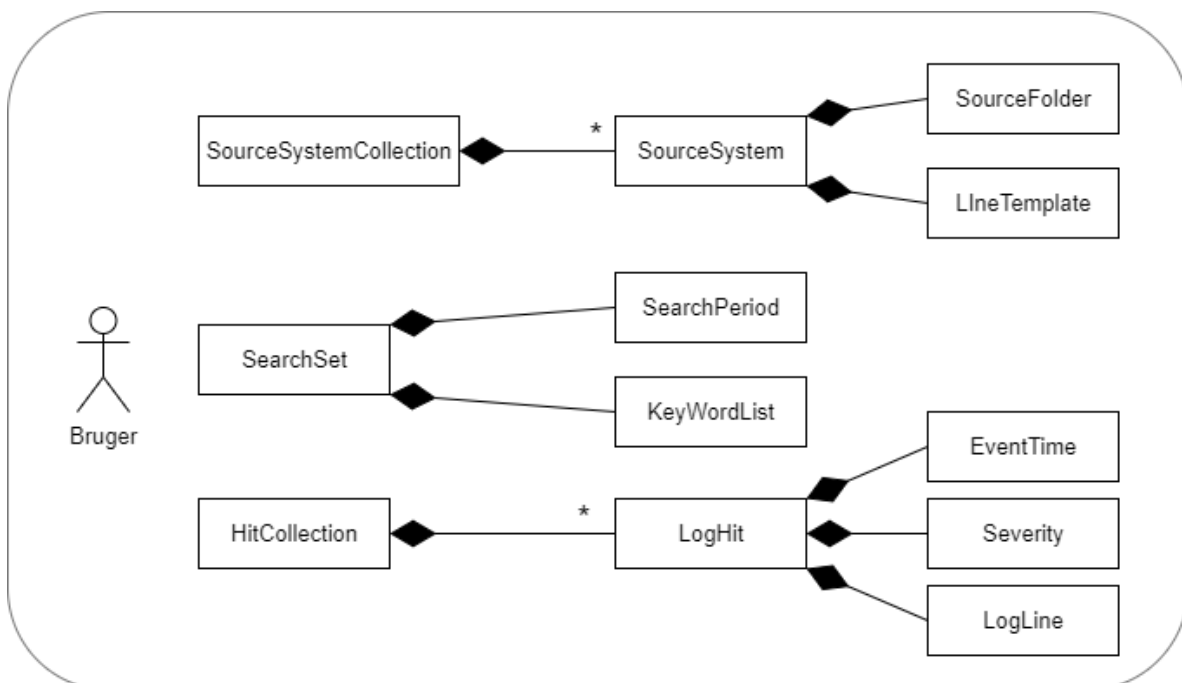 SourceFolder
SourceSystemCollection
*
SourceSystem
LIneTemplate
SearchPeriod
SearchSet
KeyWordList
Bruger
EventTime
HitCollection
*
LogHit
Severity
LogLine